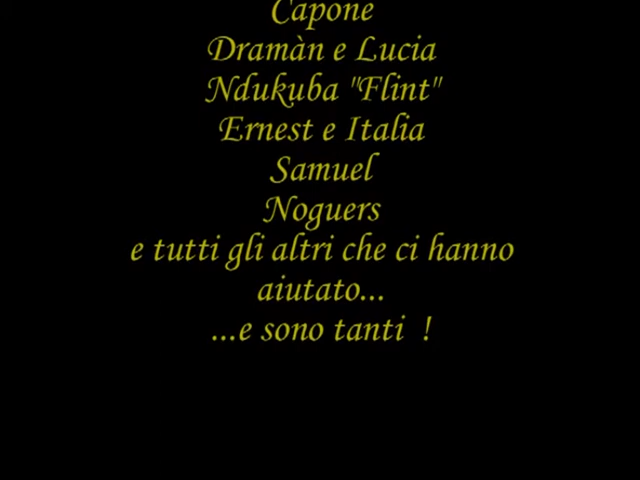 Capone
Dramàn e Lucia
Ndukuba "Flint"
Ernest e Italia
Samuel
Noguers
e tutti gli altri che ci hanno
aiutato...
...e sono tanti !